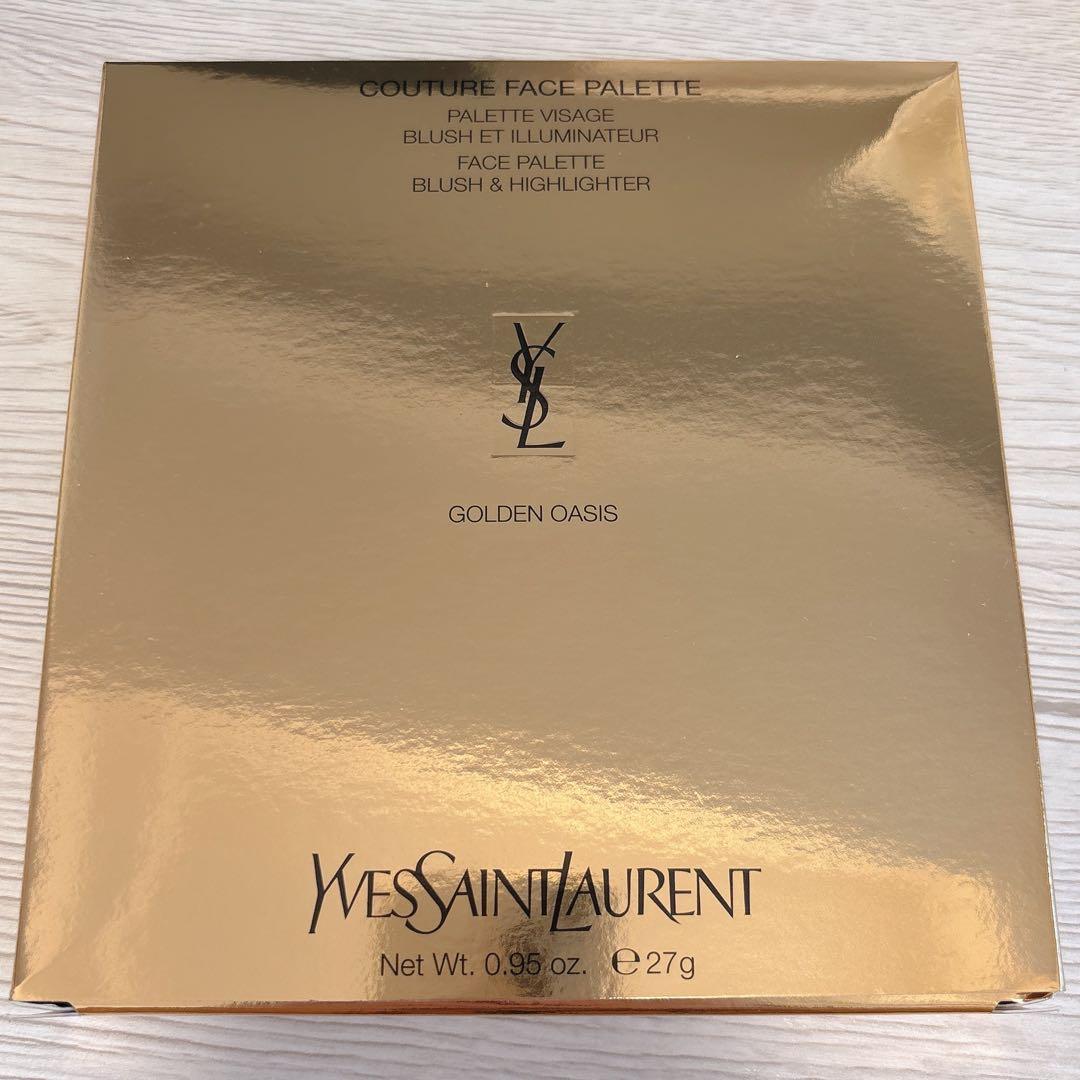 COUTURE FACE PALETTE
PALETTE VISAGE
BLUSH ET ILLUMINATEUR
FACE PALETTE
BLUSH & HIGHLIGHTER
YSL
GOLDEN OASIS
YVESSAINTLAURENT
Net Wt. 0.95 oz. ℮27g